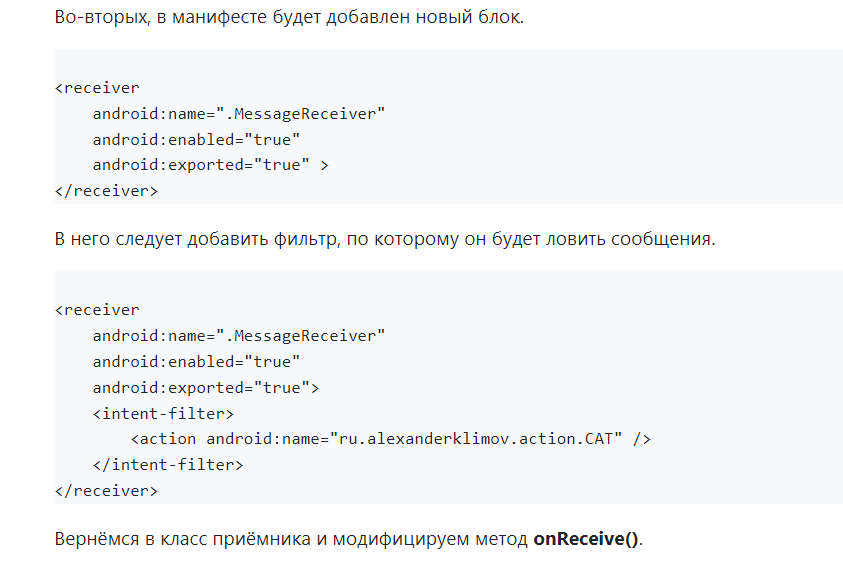 Во-вторых, в манифесте будет добавлен новый блок.
<receiver
    android:name=".MessageReceiver"
    android:enabled="true"
    android:exported="true" >
</receiver>
В него следует добавить фильтр, по которому он будет ловить сообщения.
<receiver
    android:name=".MessageReceiver"
    android:enabled="true"
    android:exported="true">
    <intent-filter>
        <action android:name="ru.alexanderklimov.action.CAT" />
    </intent-filter>
</receiver>
Вернёмся в класс приёмника и модифицируем метод onReceive().